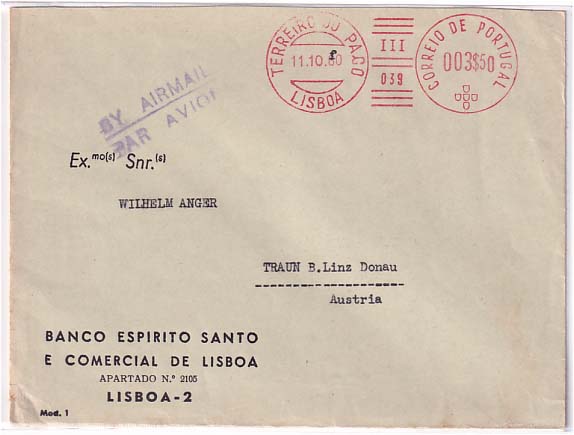 TERREIRO DO PAÇO
11.10.60
LISBOA
III
039
CORREIO DE PORTUGAL
003$50
BY AIRMAIL
PAR AVION
Ex.mo(s) Snr.(s)
WILHELM ANGER
TRAUN B.Linz Donau
Austria
BANCO ESPIRITO SANTO
E COMERCIAL DE LISBOA
APARTADO N.º 2105
LISBOA-2
Mod. 1